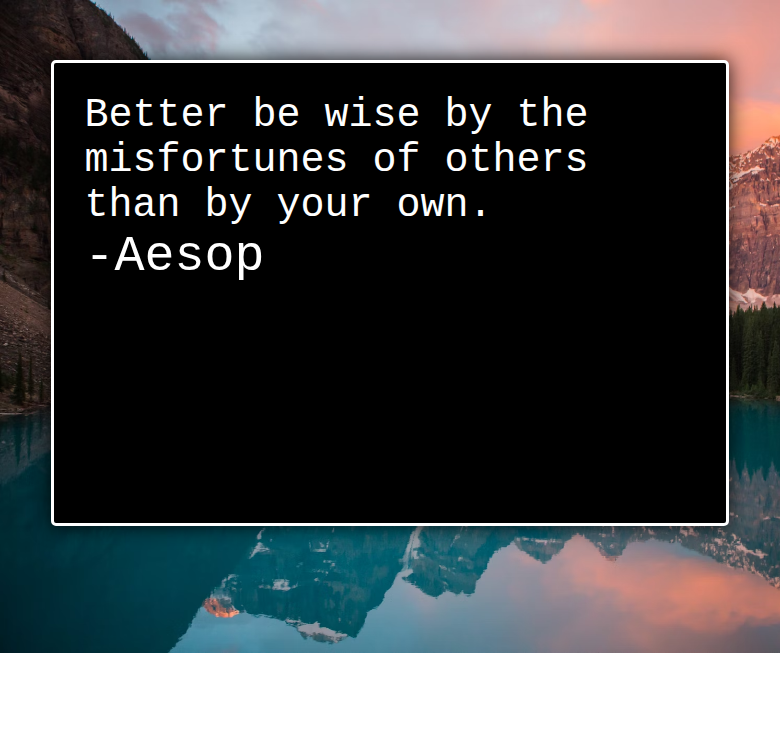 Better be wise by the
misfortunes of others
than by your own.
-Aesop